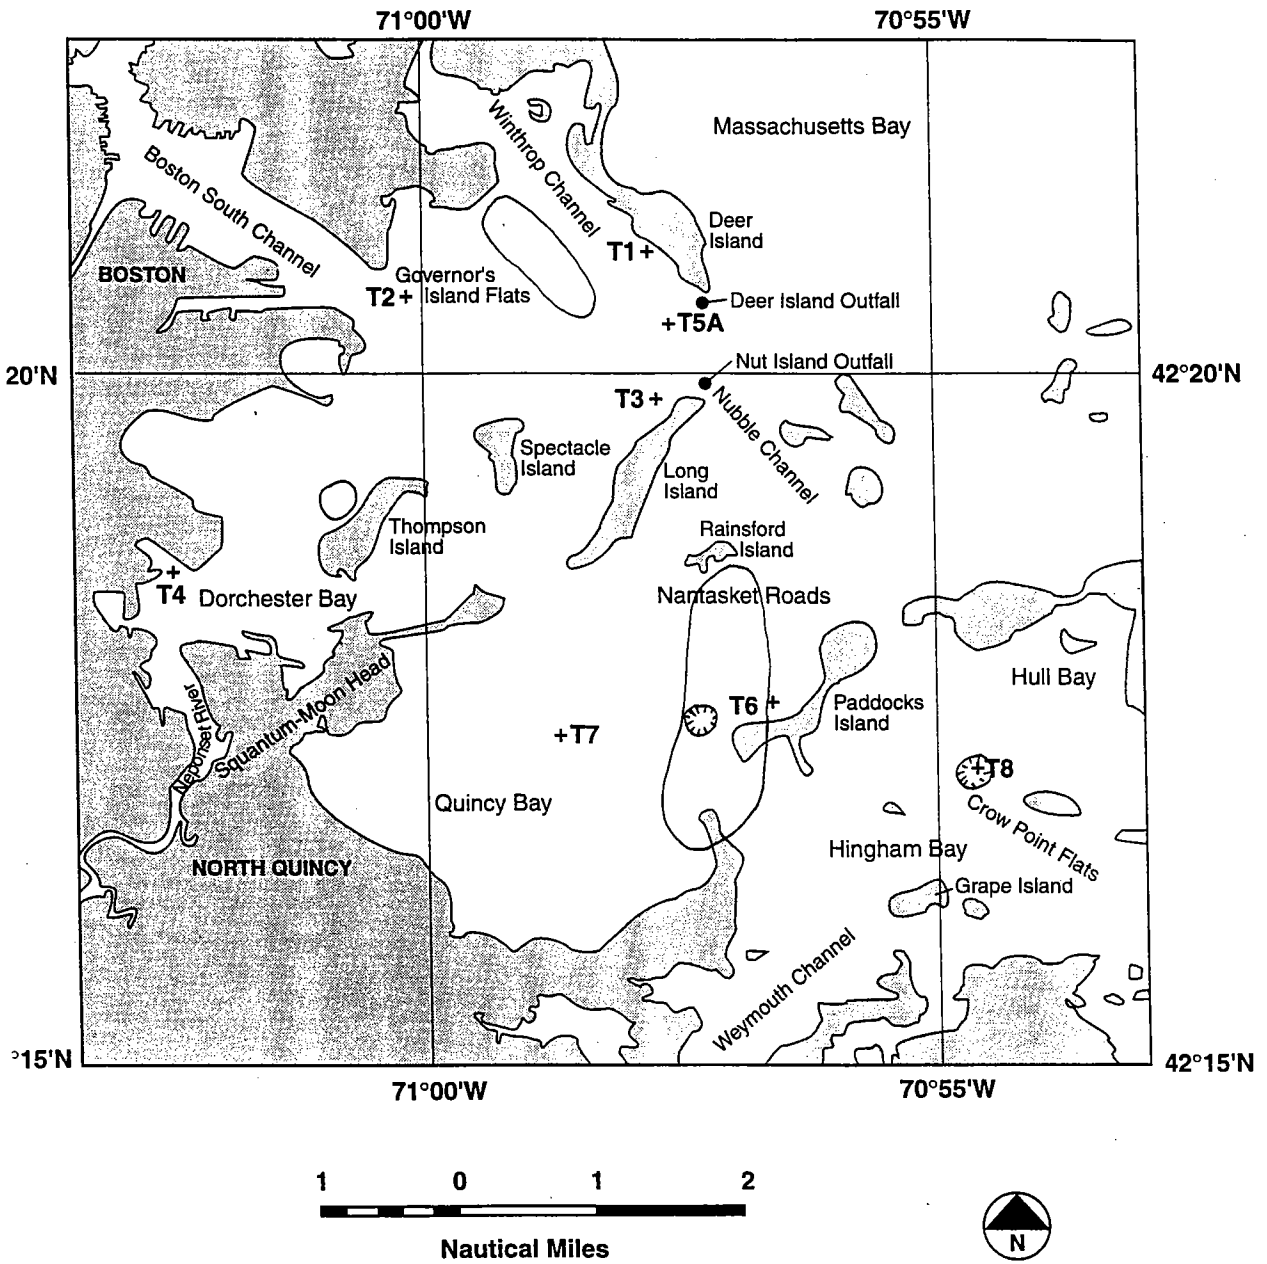 71°00'W
70°55'W
Massachusetts Bay
Winthrop Channel
Boston South Channel
Deer
Island
T1 +
BOSTON
Governor's
T2 + Island Flats
Deer Island Outfall
+T5A
Nut Island Outfall
20'N
42°20'N
T3 +
Nubble Channel
Spectacle
Island
Long
Island
Thompson
Island
Rainsford
Island
+
T4
Dorchester Bay
Nantasket Roads
Hull Bay
Squantum-Moon Head
Neponset River
T6 +
Paddocks
Island
+T7
+T8
Quincy Bay
Crow Point Flats
Hingham Bay
NORTH QUINCY
Grape Island
Weymouth Channel
°15'N
42°15'N
71°00'W
70°55'W
1 0 1 2
Nautical Miles
N